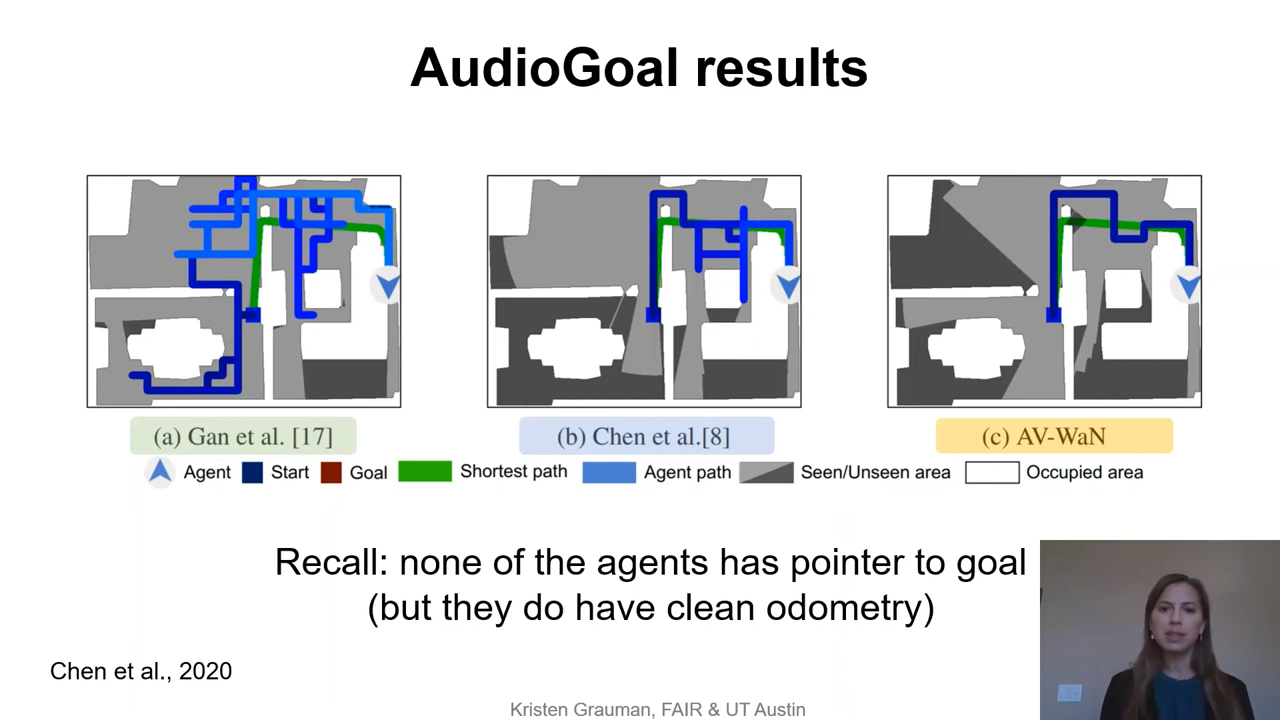 AudioGoal results
(a) Gan et al. [17]
(b) Chen et al.[8]
(c) AV-WaN
Agent
Start
Goal
Shortest path
Agent path
Seen/Unseen area
Occupied area
Recall: none of the agents has pointer to goal
(but they do have clean odometry)
Chen et al., 2020
Kristen Grauman, FAIR & UT Austin